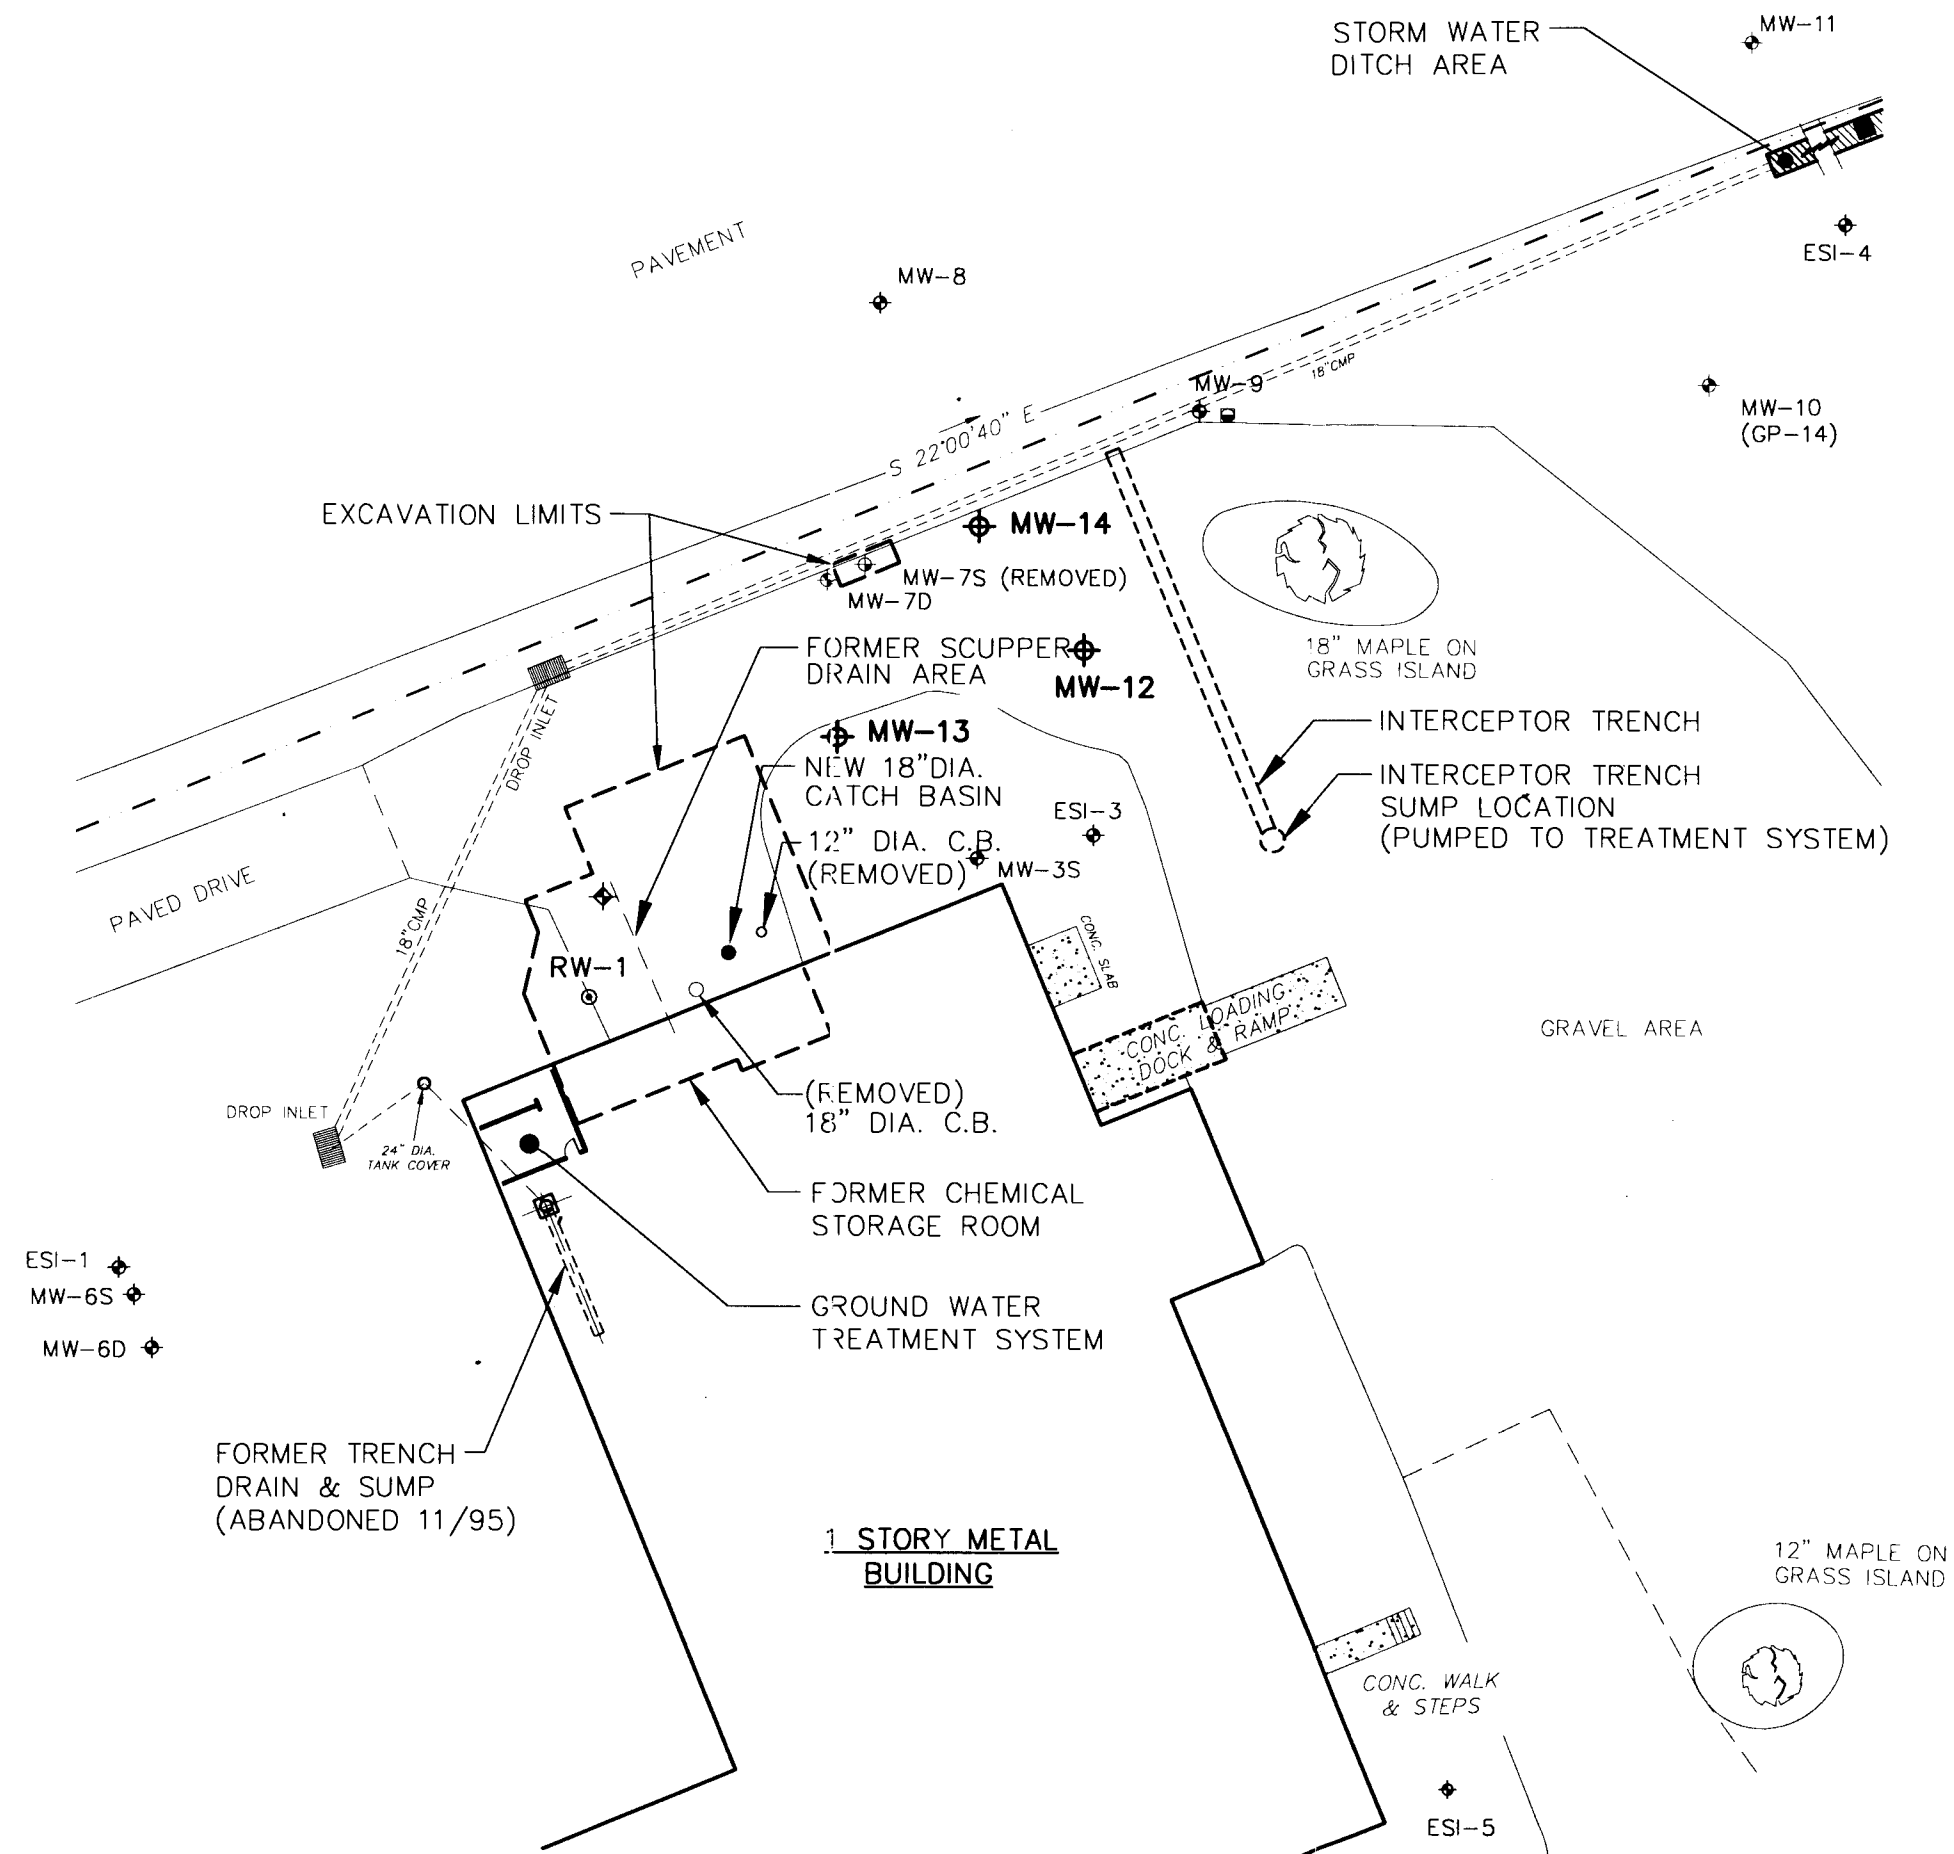 STORM WATER
DITCH AREA
MW-11
ESI-4
PAVEMENT
MW-8
18"CMP
MW-9
MW-10
(GP-14)
S 22°00'40" E
EXCAVATION LIMITS
MW-14
MW-7S (REMOVED)
MW-7D
FORMER SCUPPER
DRAIN AREA
MW-12
18" MAPLE ON
GRASS ISLAND
DROP INLET
MW-13
INTERCEPTOR TRENCH
NEW 18"DIA.
CATCH BASIN
INTERCEPTOR TRENCH
SUMP LOCATION
(PUMPED TO TREATMENT SYSTEM)
ESI-3
12" DIA. C.B.
(REMOVED)
MW-3S
PAVED DRIVE
18"CMP
CONC. SLAB
RW-1
CONC. LOADING
DOCK & RAMP
GRAVEL AREA
(REMOVED)
18" DIA. C.B.
DROP INLET
24" DIA.
TANK COVER
FORMER CHEMICAL
STORAGE ROOM
ESI-1
MW-6S
MW-6D
GROUND WATER
TREATMENT SYSTEM
FORMER TRENCH
DRAIN & SUMP
(ABANDONED 11/95)
1 STORY METAL
BUILDING
12" MAPLE ON
GRASS ISLAND
CONC. WALK
& STEPS
ESI-5